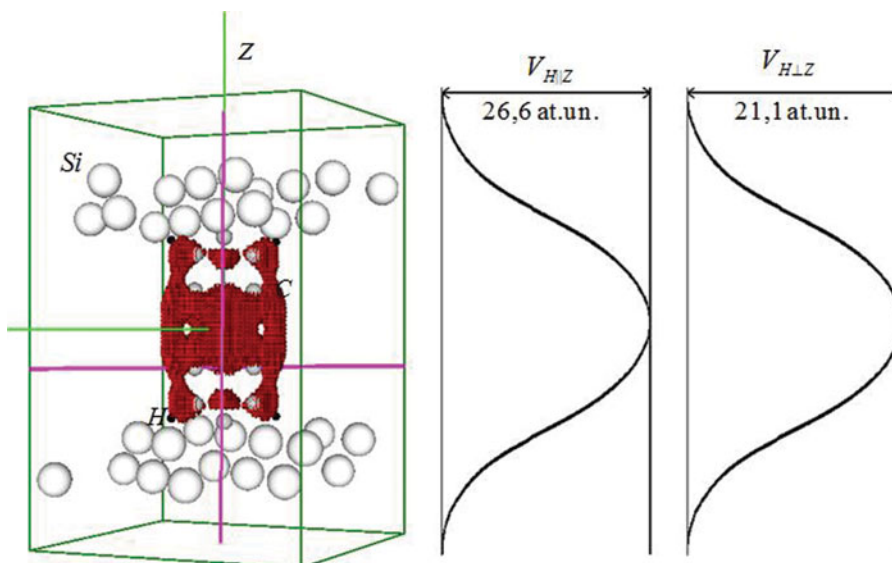 Z
Si
C
H
V_{H||Z}
26,6 at.un.
V_{H⊥Z}
21,1 at.un.